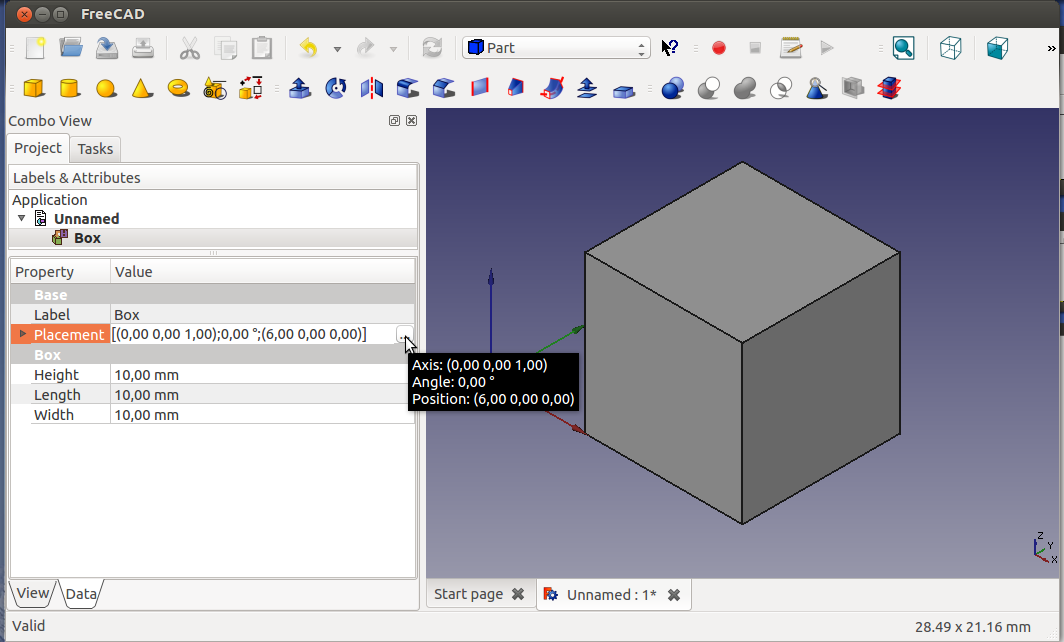 FreeCAD
Part
Combo View
Project Tasks
Labels & Attributes
Application
Unnamed
Box
Property Value
Base
Label Box
Placement [(0,00 0,00 1,00);0,00 °;(6,00 0,00 0,00)] ...
Box
Height 10,00 mm
Length 10,00 mm
Width 10,00 mm
Axis: (0,00 0,00 1,00)
Angle: 0,00 °
Position: (6,00 0,00 0,00)
Z
Y
X
View Data
Start page Unnamed : 1*
Valid 28.49 x 21.16 mm